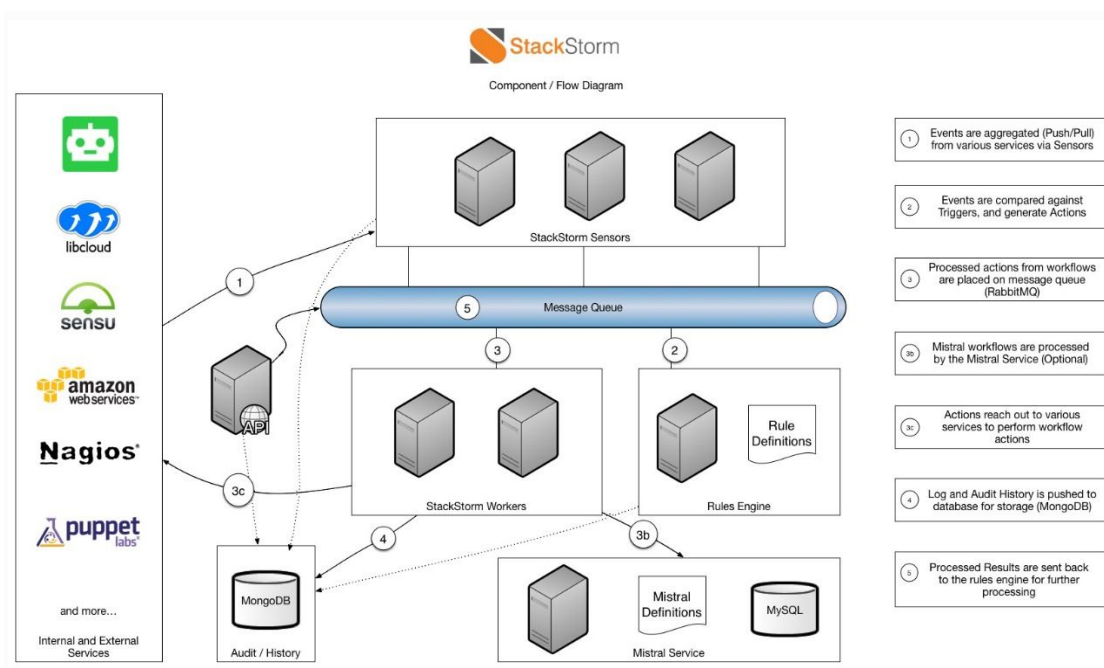 StackStorm
Component / Flow Diagram
libcloud
sensu
amazon
webservices™
Nagios®
puppet
labs®
and more…
Internal and External
Services
1
API
3c
StackStorm Sensors
5
Message Queue
3
2
StackStorm Workers
Rule
Definitions
Rules Engine
4
3b
MongoDB
Audit / History
Mistral
Definitions
MySQL
Mistral Service
1
Events are aggregated (Push/Pull)
from various services via Sensors
2
Events are compared against
Triggers, and generate Actions
3
Processed actions from workflows
are placed on message queue
(RabbitMQ)
3b
Mistral workflows are processed
by the Mistral Service (Optional)
3c
Actions reach out to various
services to perform workflow
actions
4
Log and Audit History is pushed to
database for storage (MongoDB)
5
Processed Results are sent back
to the rules engine for further
processing